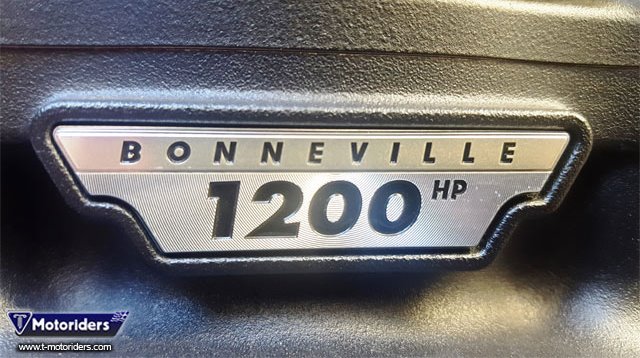 BONNEVILLE
1200 HP
T Motoriders
www.t-motoriders.com